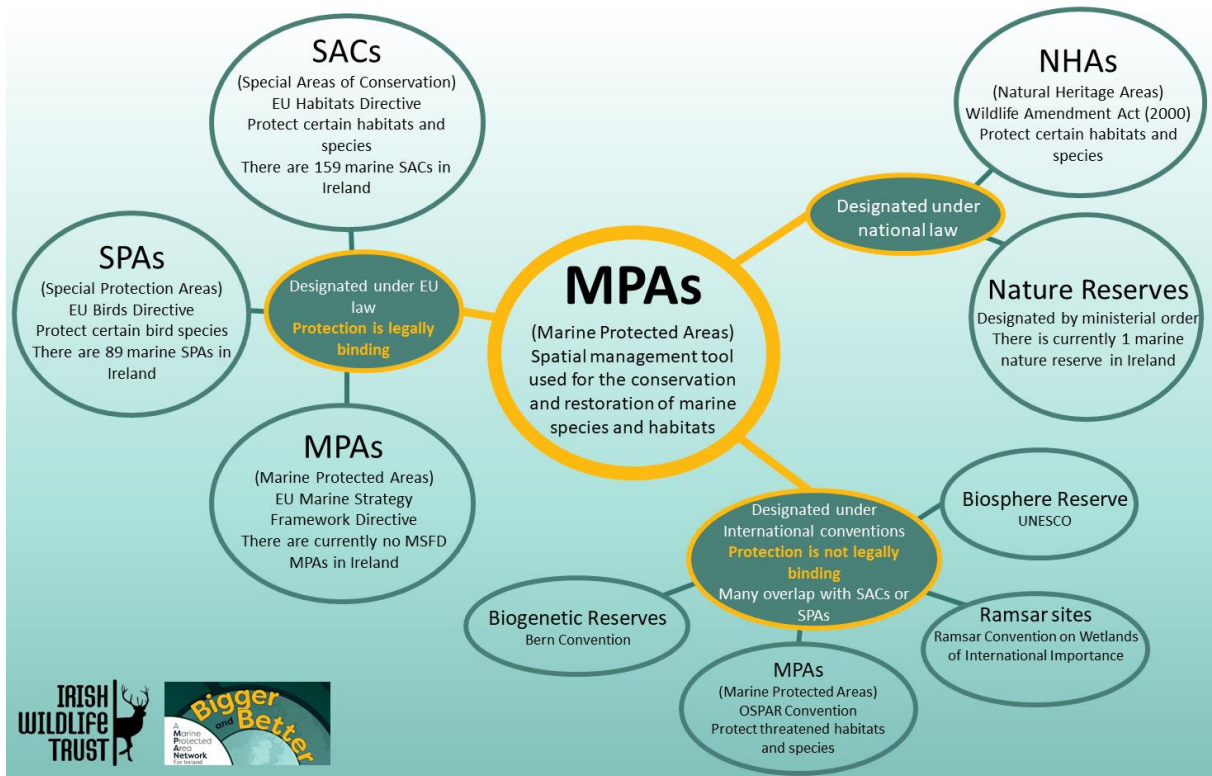 SACs
(Special Areas of Conservation)
EU Habitats Directive
Protect certain habitats and
species
There are 159 marine SACs in
Ireland
SPAs
(Special Protection Areas)
EU Birds Directive
Protect certain bird species
There are 89 marine SPAs in
Ireland
Designated under EU
law
Protection is legally
binding
MPAs
(Marine Protected Areas)
EU Marine Strategy
Framework Directive
There are currently no MSFD
MPAs in Ireland
MPAs
(Marine Protected Areas)
Spatial management tool
used for the conservation
and restoration of marine
species and habitats
NHAs
(Natural Heritage Areas)
Wildlife Amendment Act (2000)
Protect certain habitats and
species
Designated under
national law
Nature Reserves
Designated by ministerial order
There is currently 1 marine
nature reserve in Ireland
Designated under
International conventions
Protection is not legally
binding
Many overlap with SACs or
SPAs
Biosphere Reserve
UNESCO
Biogenetic Reserves
Bern Convention
Ramsar sites
Ramsar Convention on Wetlands
of International Importance
MPAs
(Marine Protected Areas)
OSPAR Convention
Protect threatened habitats
and species
IRISH
WILDLIFE
TRUST
Bigger
and Better
A
Marine
Protected
Area
Network
For Ireland